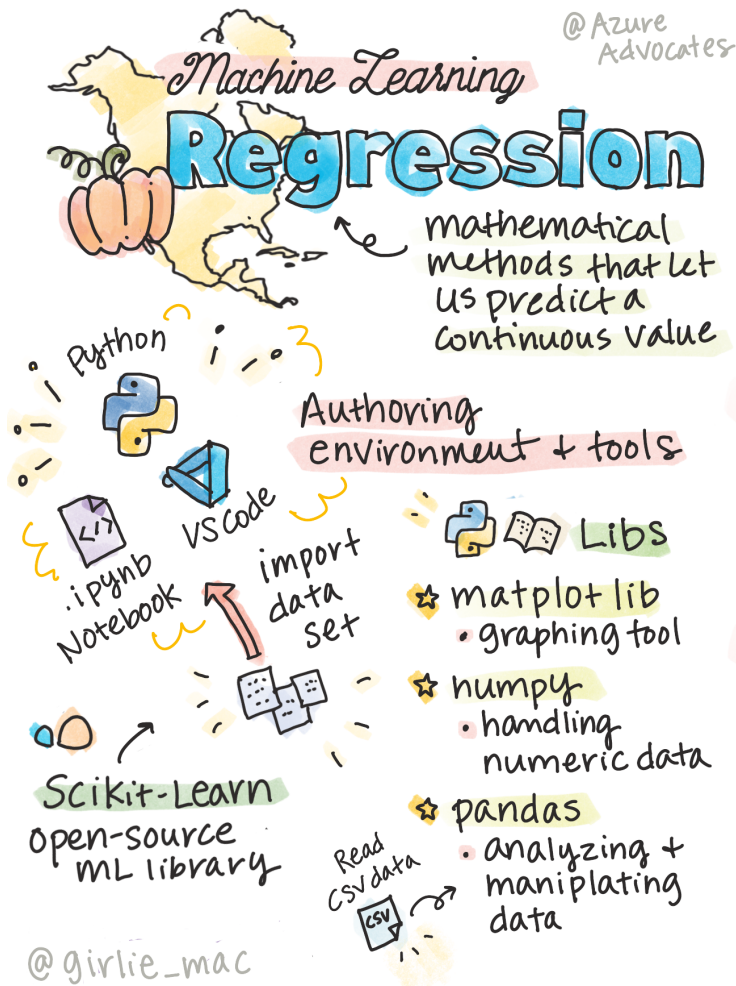 @Azure
Advocates
Machine Learning
Regression
mathematical
methods that let
us predict a
continuous value
python
Authoring
environment + tools
VS Code
</>
.ipynb
Notebook
import
data
set
Libs
matplot lib
• graphing tool
numpy
• handling
numeric data
pandas
• analyzing +
maniplating
data
Scikit-Learn
open-source
ML library
Read
CSV data
CSV
@girlie_mac